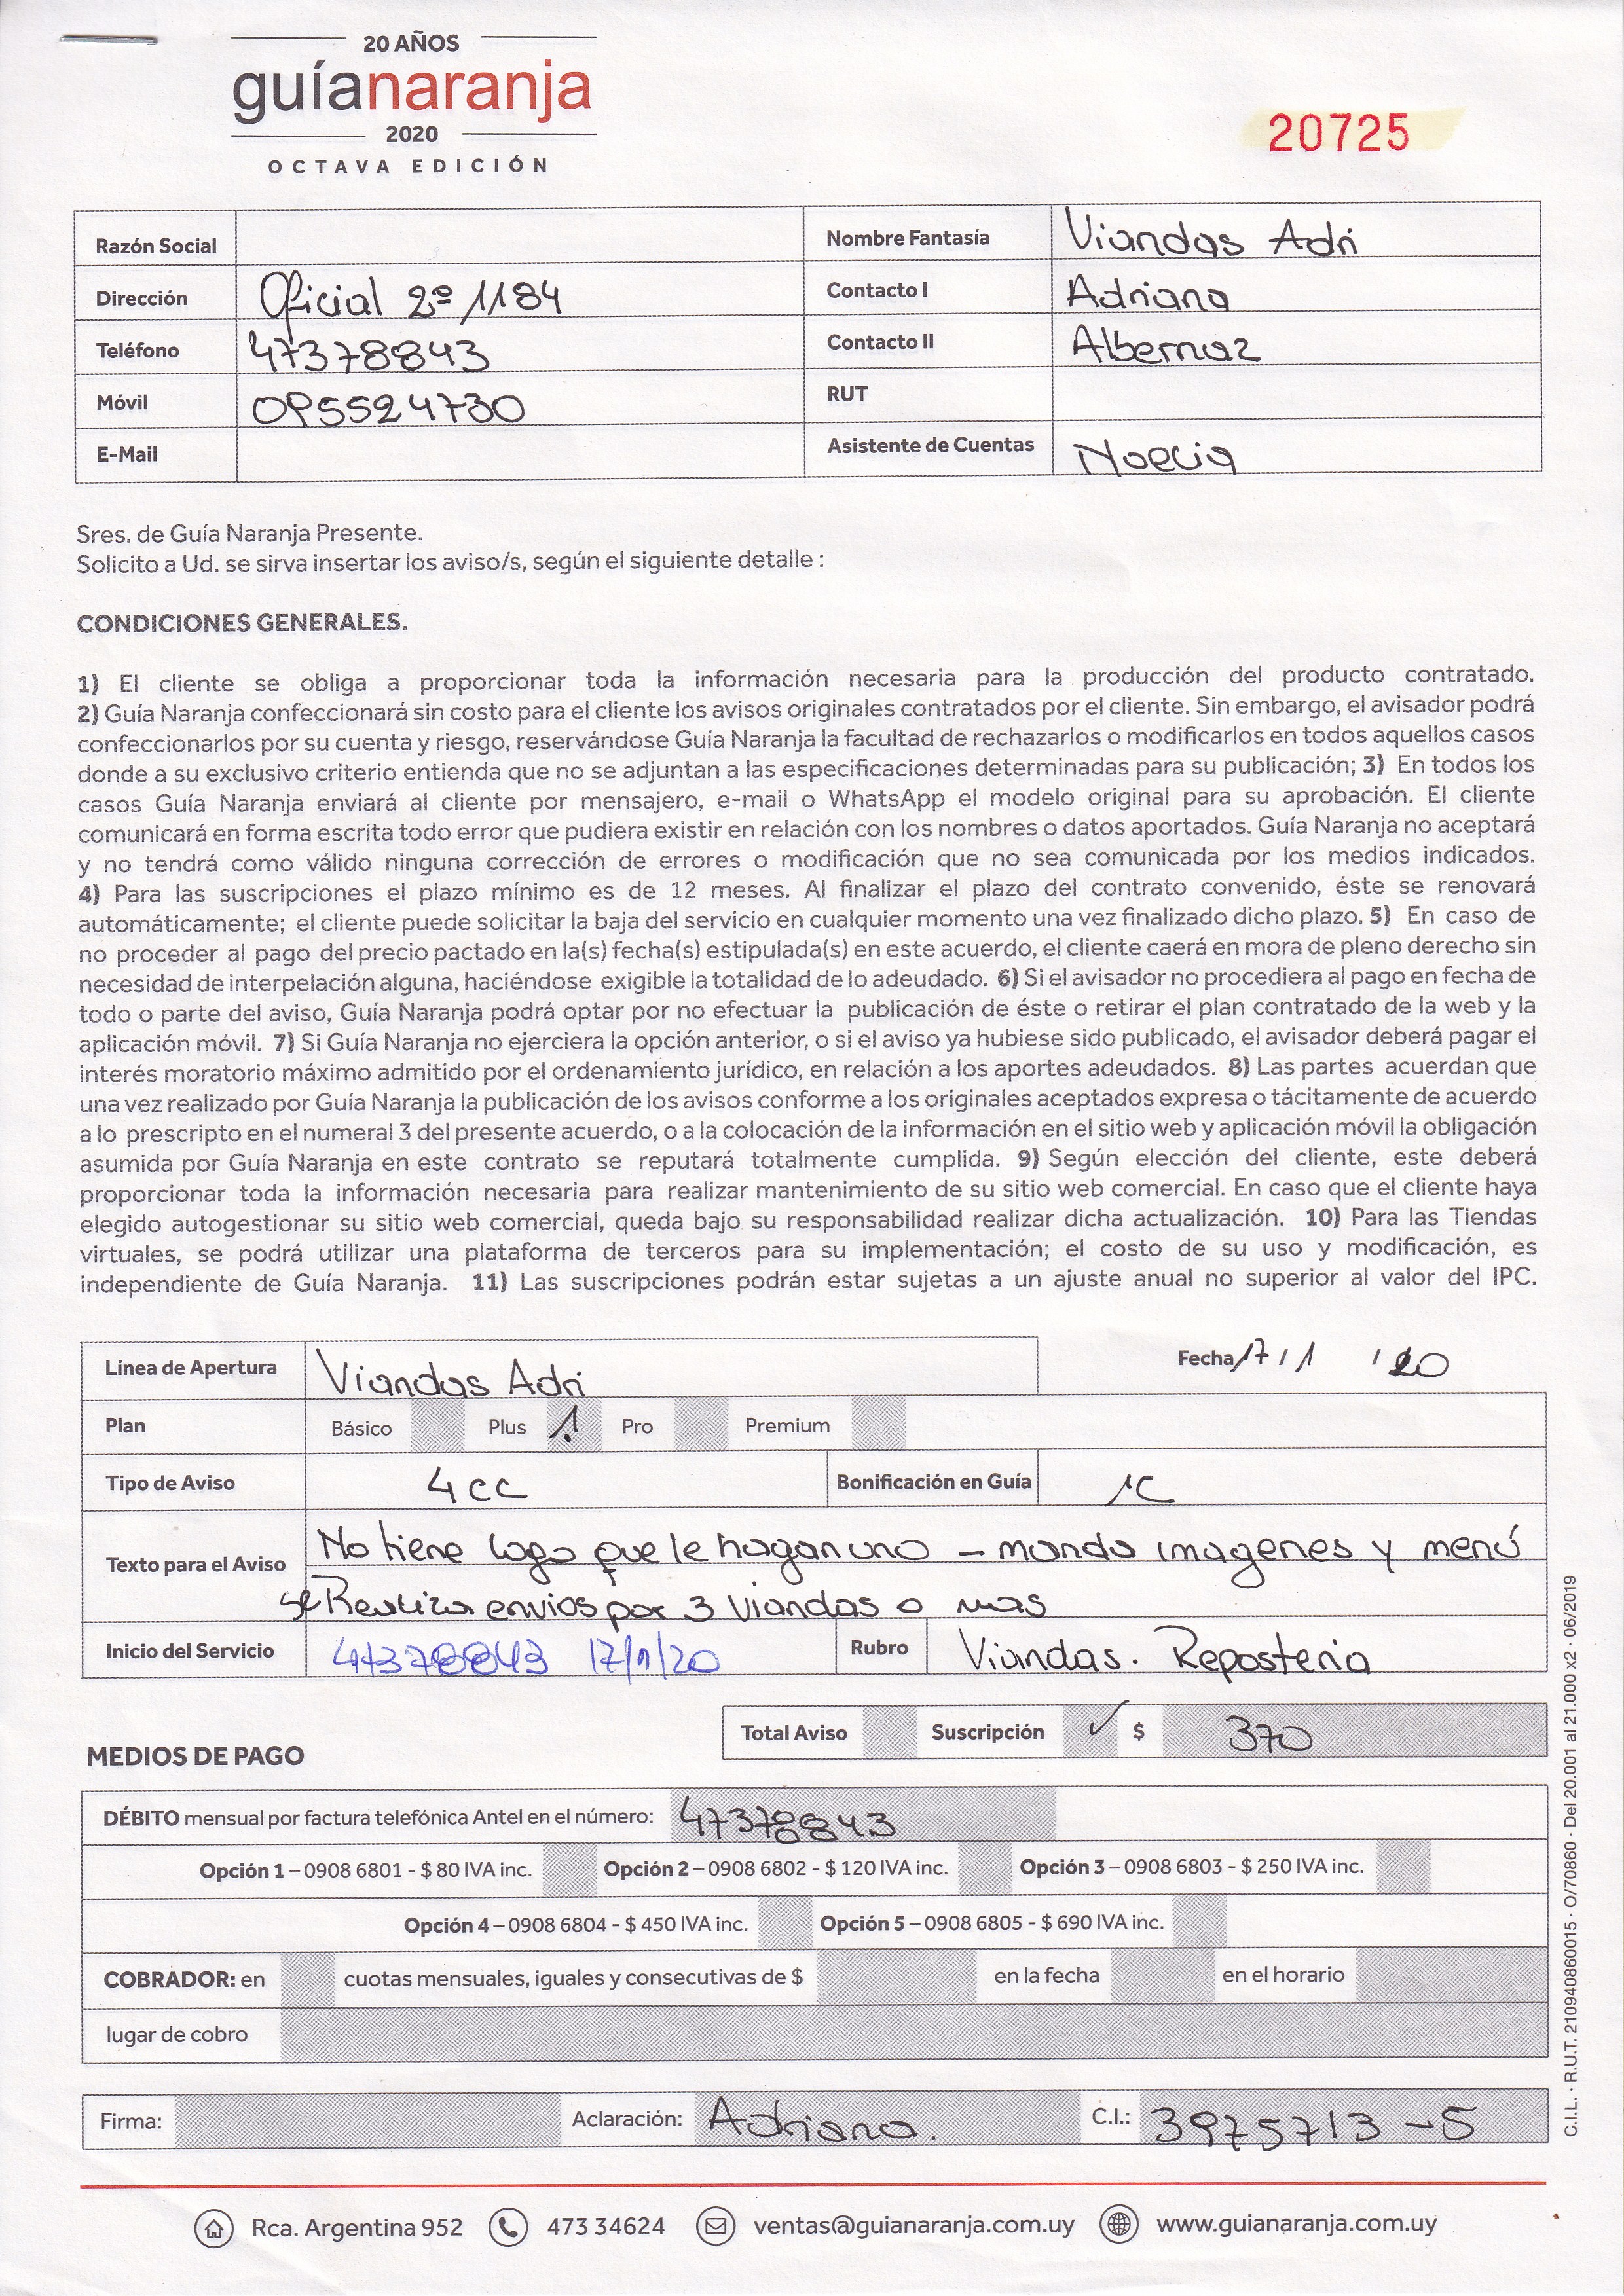 20 AÑOS
guíanaranja
2020
OCTAVA EDICIÓN
20725
Razón Social
Nombre Fantasía Viandas Adri
Dirección Oficial 2º 1184
Contacto I Adriana
Teléfono 47378843
Contacto II Albernaz
Móvil 095524730
RUT
E-Mail
Asistente de Cuentas Noelia
Sres. de Guía Naranja Presente.
Solicito a Ud. se sirva insertar los aviso/s, según el siguiente detalle :
CONDICIONES GENERALES.
1) El cliente se obliga a proporcionar toda la información necesaria para la producción del producto contratado.
2) Guía Naranja confeccionará sin costo para el cliente los avisos originales contratados por el cliente. Sin embargo, el avisador podrá
confeccionarlos por su cuenta y riesgo, reservándose Guía Naranja la facultad de rechazarlos o modificarlos en todos aquellos casos
donde a su exclusivo criterio entienda que no se adjuntan a las especificaciones determinadas para su publicación; 3) En todos los
casos Guía Naranja enviará al cliente por mensajero, e-mail o WhatsApp el modelo original para su aprobación. El cliente
comunicará en forma escrita todo error que pudiera existir en relación con los nombres o datos aportados. Guía Naranja no aceptará
y no tendrá como válido ninguna corrección de errores o modificación que no sea comunicada por los medios indicados.
4) Para las suscripciones el plazo mínimo es de 12 meses. Al finalizar el plazo del contrato convenido, éste se renovará
automáticamente; el cliente puede solicitar la baja del servicio en cualquier momento una vez finalizado dicho plazo. 5) En caso de
no proceder al pago del precio pactado en la(s) fecha(s) estipulada(s) en este acuerdo, el cliente caerá en mora de pleno derecho sin
necesidad de interpelación alguna, haciéndose exigible la totalidad de lo adeudado. 6) Si el avisador no procediera al pago en fecha de
todo o parte del aviso, Guía Naranja podrá optar por no efectuar la publicación de éste o retirar el plan contratado de la web y la
aplicación móvil. 7) Si Guía Naranja no ejerciera la opción anterior, o si el aviso ya hubiese sido publicado, el avisador deberá pagar el
interés moratorio máximo admitido por el ordenamiento jurídico, en relación a los aportes adeudados. 8) Las partes acuerdan que
una vez realizado por Guía Naranja la publicación de los avisos conforme a los originales aceptados expresa o tácitamente de acuerdo
a lo prescripto en el numeral 3 del presente acuerdo, o a la colocación de la información en el sitio web y aplicación móvil la obligación
asumida por Guía Naranja en este contrato se reputará totalmente cumplida. 9) Según elección del cliente, este deberá
proporcionar toda la información necesaria para realizar mantenimiento de su sitio web comercial. En caso que el cliente haya
elegido autogestionar su sitio web comercial, queda bajo su responsabilidad realizar dicha actualización. 10) Para las Tiendas
virtuales, se podrá utilizar una plataforma de terceros para su implementación; el costo de su uso y modificación, es
independiente de Guía Naranja. 11) Las suscripciones podrán estar sujetas a un ajuste anual no superior al valor del IPC.
Línea de Apertura Viandas Adri
Fecha 17 / 1 / 20
Plan Básico Plus 1. Pro Premium
Tipo de Aviso 4CC Bonificación en Guía 1C
Texto para el Aviso No tiene logo que le hagan uno - mando imagenes y menú
se Realiza envios por 3 Viandas o mas
Inicio del Servicio 47378843 17/1/20 Rubro Viandas. Reposteria
Total Aviso Suscripción ✓ $ 370
MEDIOS DE PAGO
DÉBITO mensual por factura telefónica Antel en el número: 47378843
Opción 1 – 0908 6801 - $ 80 IVA inc. Opción 2 – 0908 6802 - $ 120 IVA inc. Opción 3 – 0908 6803 - $ 250 IVA inc.
Opción 4 – 0908 6804 - $ 450 IVA inc. Opción 5 – 0908 6805 - $ 690 IVA inc.
COBRADOR: en cuotas mensuales, iguales y consecutivas de $ en la fecha en el horario
lugar de cobro
Firma: Aclaración: Adriana. C.I.: 3975713-5
Rca. Argentina 952 473 34624 ventas@guianaranja.com.uy www.guianaranja.com.uy
C.I.L. · R.U.T. 210940860015 · O/70860 · Del 20.001 al 21.000 x2 · 06/2019